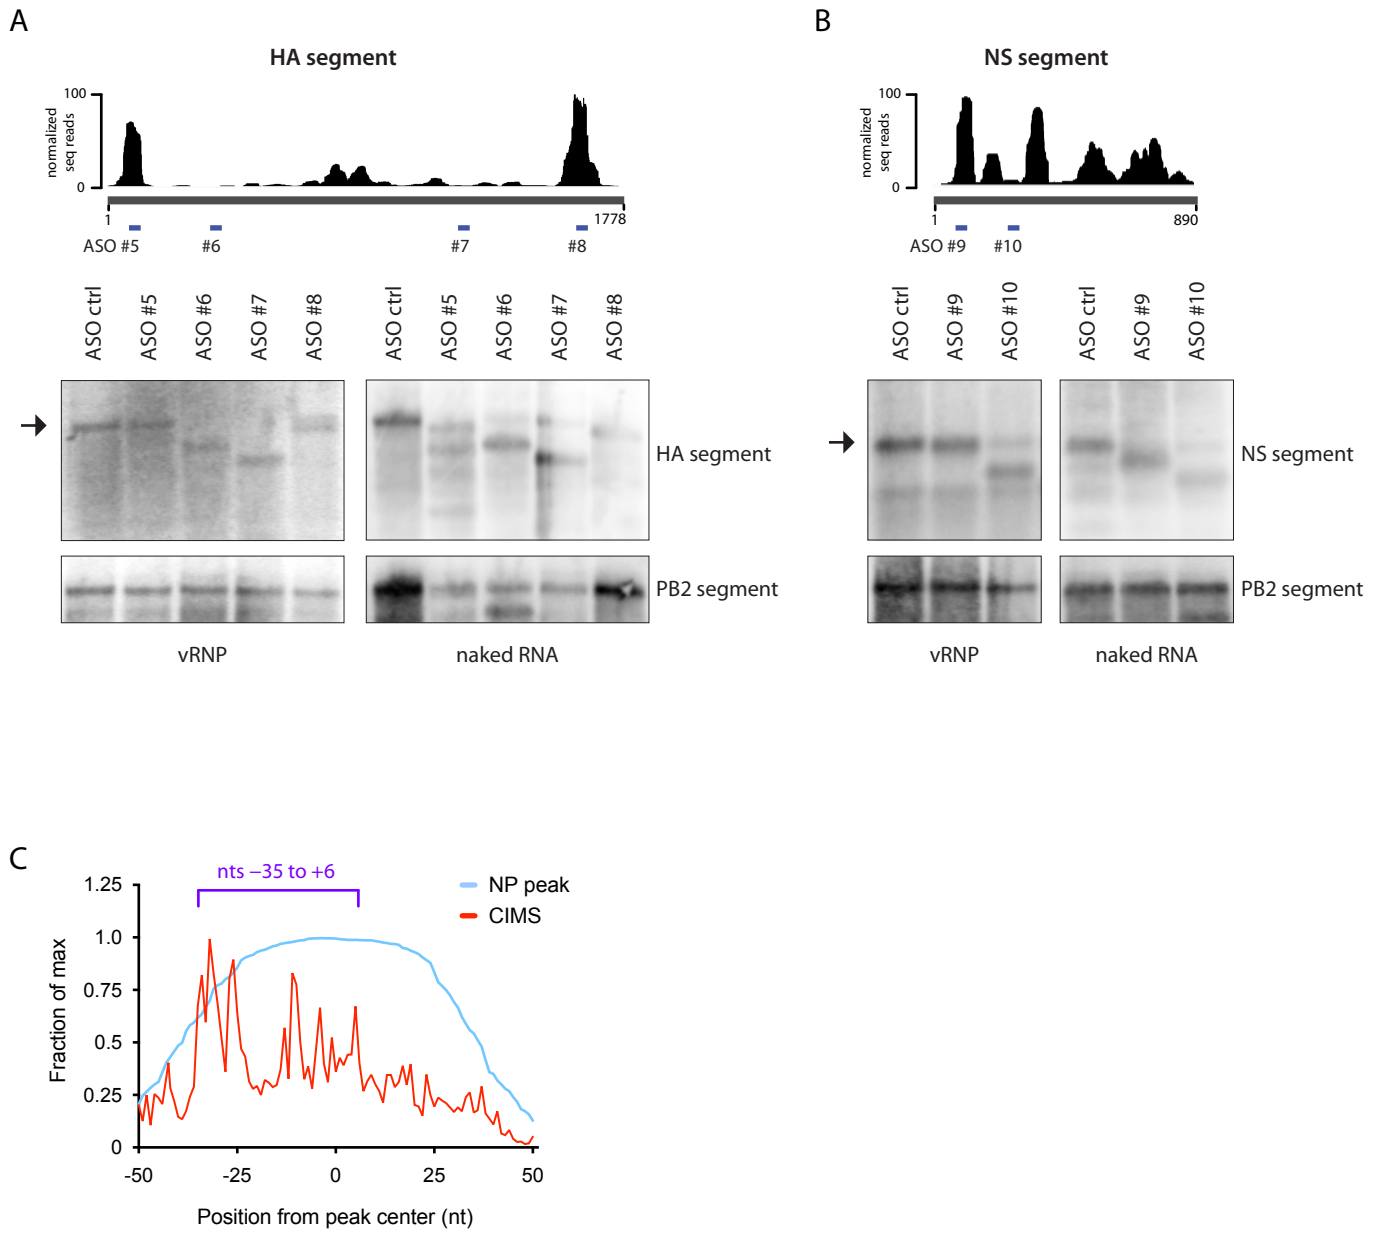 A
HA segment
normalized
seq reads
100
0
1
1778
ASO #5
#6
#7
#8
ASO ctrl
ASO #5
ASO #6
ASO #7
ASO #8
ASO ctrl
ASO #5
ASO #6
ASO #7
ASO #8
HA segment
PB2 segment
vRNP
naked RNA
B
NS segment
normalized
seq reads
100
0
1
890
ASO #9
#10
ASO ctrl
ASO #9
ASO #10
ASO ctrl
ASO #9
ASO #10
NS segment
PB2 segment
vRNP
naked RNA
C
nts −35 to +6
NP peak
CIMS
Fraction of max
1.25
1.0
0.75
0.5
0.25
0
-50
-25
0
25
50
Position from peak center (nt)